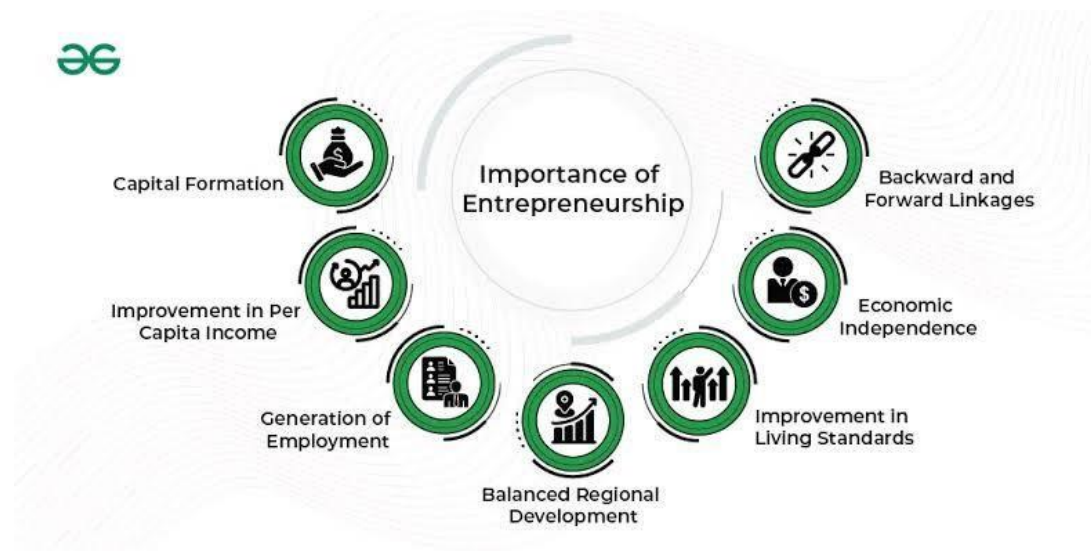 Importance of
Entrepreneurship
Capital Formation
Improvement in Per
Capita Income
Generation of
Employment
Balanced Regional
Development
Improvement in
Living Standards
Economic
Independence
Backward and
Forward Linkages